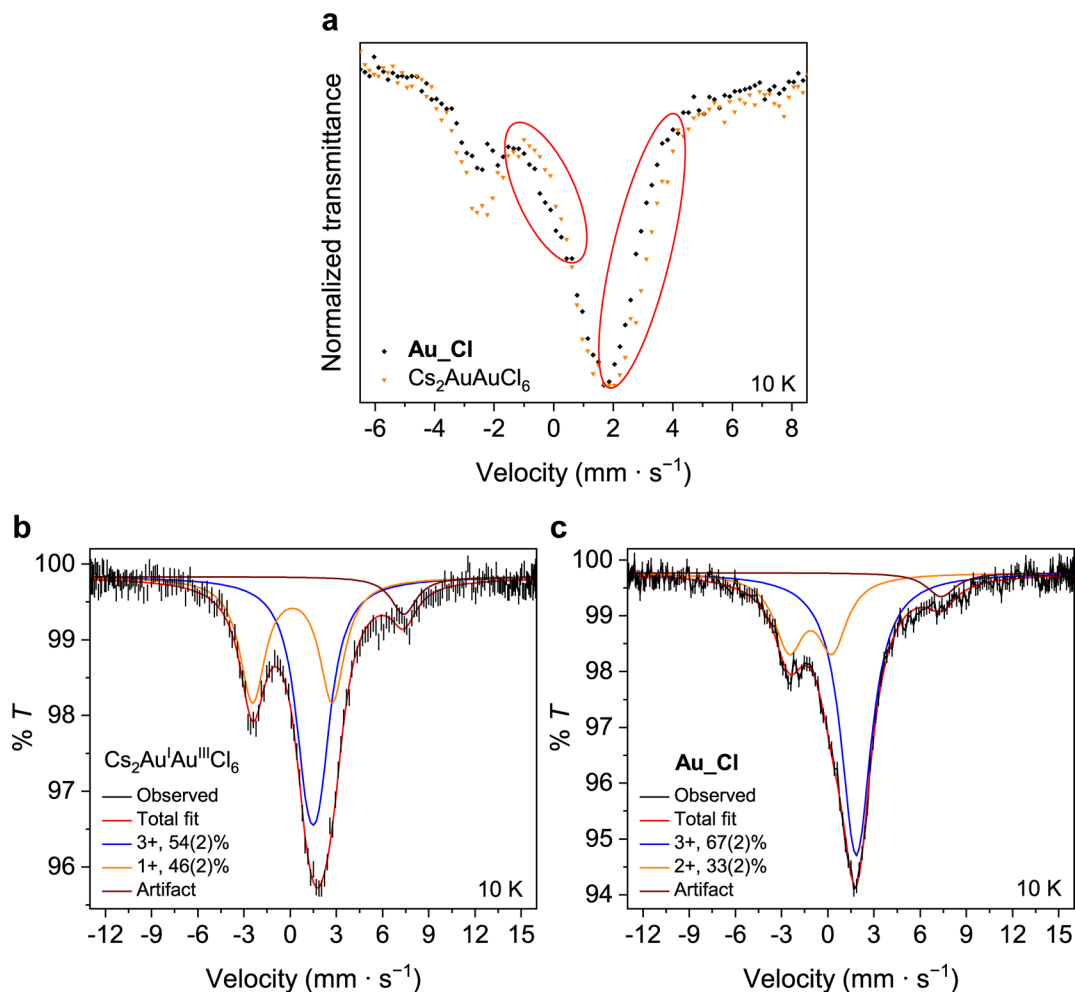 a
Normalized transmittance
Au_Cl
Cs₂AuAuCl₆
10 K
-6 -4 -2 0 2 4 6 8
Velocity (mm · s⁻¹)
b
100
99
98
97
96
% T
Cs₂AuᴵAuᴵᴵᴵCl₆
Observed
Total fit
3+, 54(2)%
1+, 46(2)%
Artifact
10 K
-12 -9 -6 -3 0 3 6 9 12 15
Velocity (mm · s⁻¹)
c
100
99
98
97
96
95
94
% T
Au_Cl
Observed
Total fit
3+, 67(2)%
2+, 33(2)%
Artifact
10 K
-12 -9 -6 -3 0 3 6 9 12 15
Velocity (mm · s⁻¹)